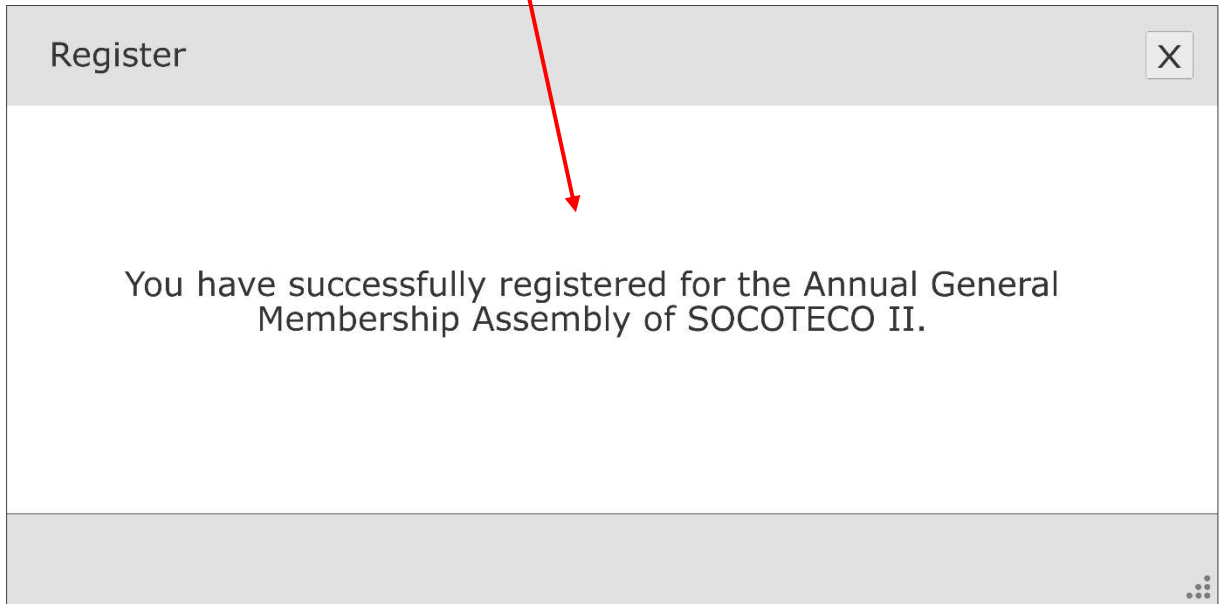 Register
X
You have successfully registered for the Annual General
Membership Assembly of SOCOTECO II.